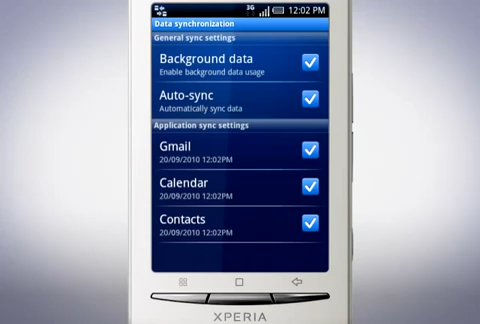 3G 12:02 PM
Data synchronization
General sync settings
Background data
Enable background data usage
Auto-sync
Automatically sync data
Application sync settings
Gmail
20/09/2010 12:02PM
Calendar
20/09/2010 12:02PM
Contacts
20/09/2010 12:02PM
XPERIA